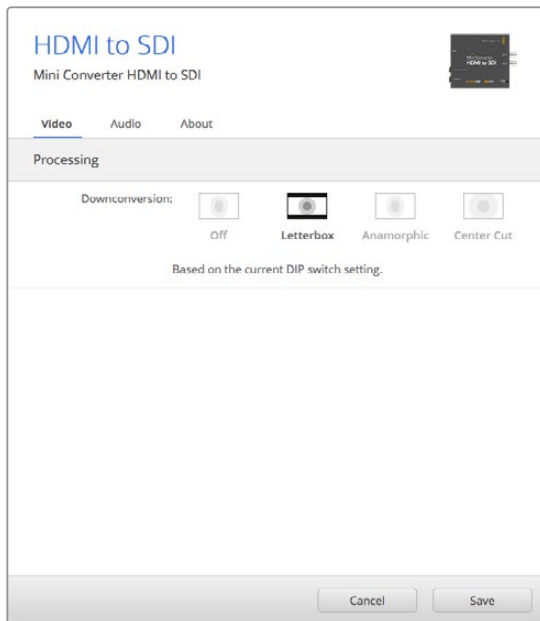 HDMI to SDI
Mini Converter HDMI to SDI
Video Audio About
Processing
Downconversion:
Off Letterbox Anamorphic Center Cut
Based on the current DIP switch setting.
Cancel Save